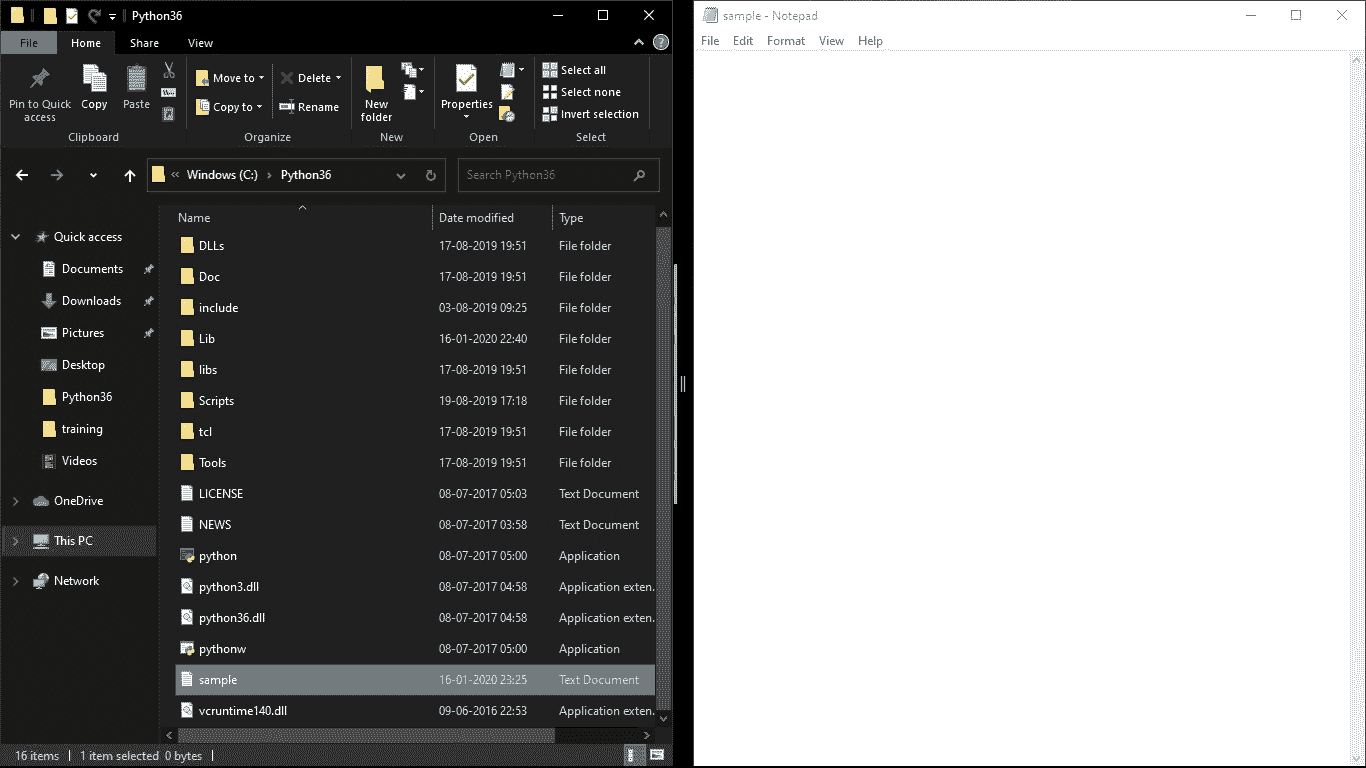 Python36
File Home Share View
Pin to Quick access
Copy
Paste
Move to
Copy to
Delete
Rename
New folder
Properties
Select all
Select none
Invert selection
Clipboard Organize New Open Select
« Windows (C:) > Python36
Search Python36
Quick access
Documents
Downloads
Pictures
Desktop
Python36
training
Videos
OneDrive
This PC
Network
Name Date modified Type
DLLs 17-08-2019 19:51 File folder
Doc 17-08-2019 19:51 File folder
include 03-08-2019 09:25 File folder
Lib 16-01-2020 22:40 File folder
libs 17-08-2019 19:51 File folder
Scripts 19-08-2019 17:18 File folder
tcl 17-08-2019 19:51 File folder
Tools 17-08-2019 19:51 File folder
LICENSE 08-07-2017 05:03 Text Document
NEWS 08-07-2017 03:58 Text Document
python 08-07-2017 05:00 Application
python3.dll 08-07-2017 04:58 Application exten.
python36.dll 08-07-2017 04:58 Application exten.
pythonw 08-07-2017 05:00 Application
sample 16-01-2020 23:25 Text Document
vcruntime140.dll 09-06-2016 22:53 Application exten.
16 items 1 item selected 0 bytes
sample - Notepad
File Edit Format View Help